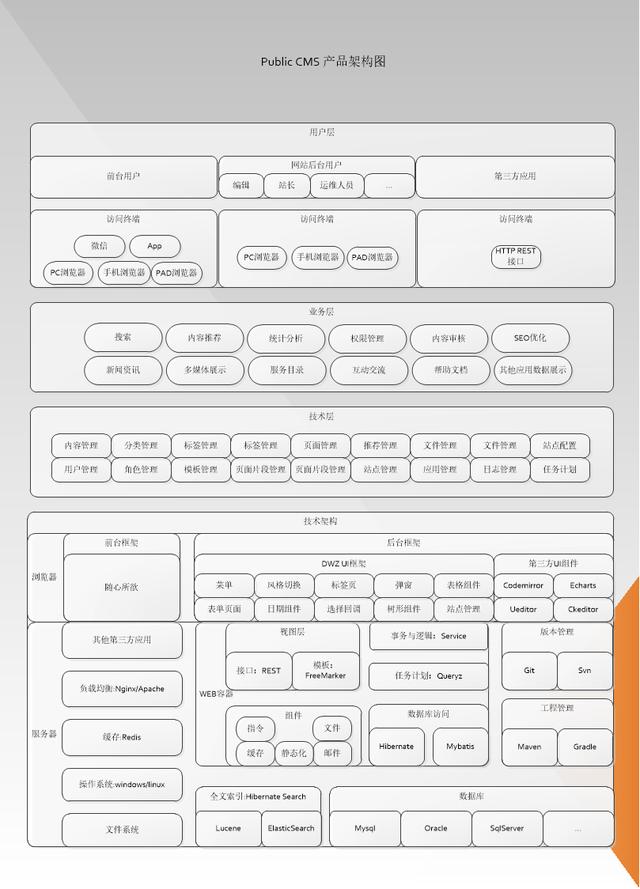 Public CMS 产品架构图
用户层
前台用户
网站后台用户
编辑
站长
运维人员
...
第三方应用
访问终端
微信
App
PC浏览器
手机浏览器
PAD浏览器
访问终端
PC浏览器
手机浏览器
PAD浏览器
访问终端
HTTP REST
接口
业务层
搜索
内容推荐
统计分析
权限管理
内容审核
SEO优化
新闻资讯
多媒体展示
服务目录
互动交流
帮助文档
其他应用数据展示
技术层
内容管理
分类管理
标签管理
标签管理
页面管理
推荐管理
文件管理
文件管理
站点配置
用户管理
角色管理
模板管理
页面片段管理
页面片段管理
站点管理
应用管理
日志管理
任务计划
技术架构
浏览器
前台框架
随心所欲
后台框架
DWZ UI框架
菜单
风格切换
标签页
弹窗
表格组件
表单页面
日期组件
选择回调
树形组件
站点管理
第三方UI组件
Codemirror
Echarts
Ueditor
Ckeditor
服务器
其他第三方应用
负载均衡:Nginx/Apache
缓存:Redis
操作系统:windows/linux
文件系统
WEB容器
视图层
接口：REST
模板：
FreeMarker
组件
指令
文件
缓存
静态化
邮件
事务与逻辑：Service
任务计划：Queryz
数据库访问
Hibernate
Mybatis
版本管理
Git
Svn
工程管理
Maven
Gradle
全文索引:Hibernate Search
Lucene
ElasticSearch
数据库
Mysql
Oracle
SqlServer
...